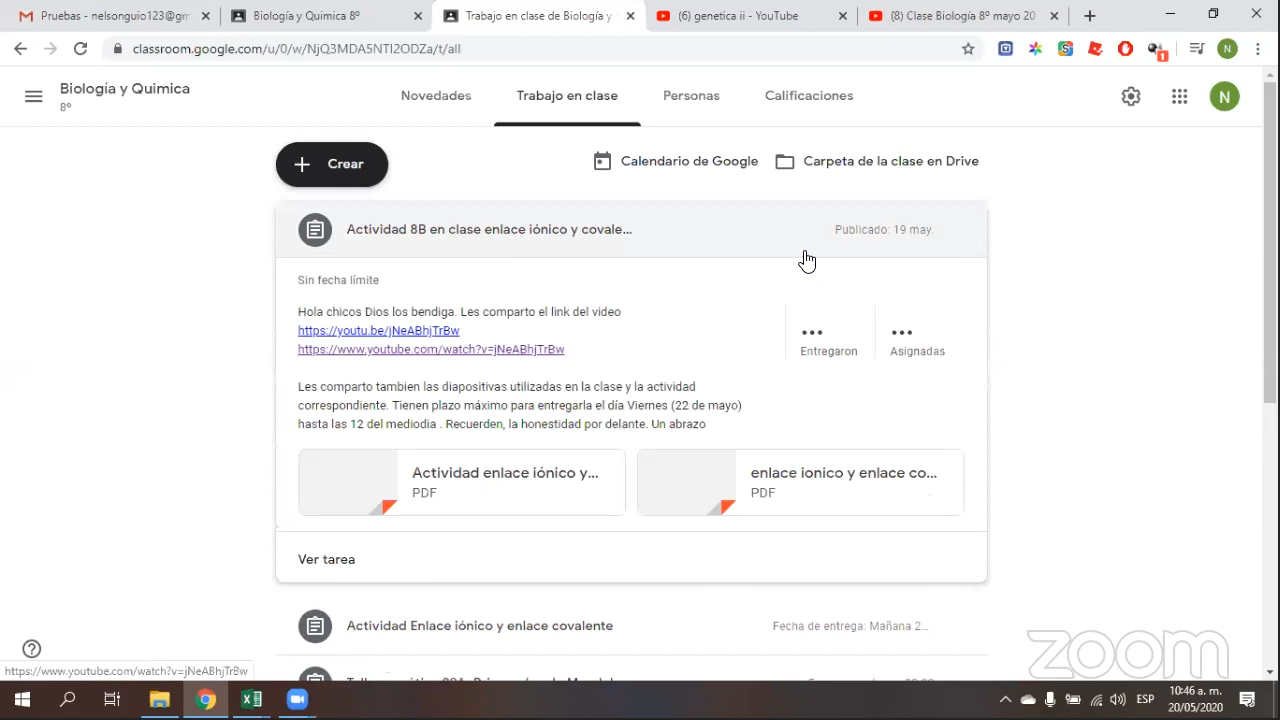 Pruebas - nelsonguio123@gm
Biología y Quimica 8º
Trabajo en clase de Biología y
(6) genetica ii - YouTube
(8) Clase Biología 8º mayo 20
classroom.google.com/u/0/w/NjQ3MDA5NTI2ODZa/t/all
N
Biología y Quimica
8º
Novedades
Trabajo en clase
Personas
Calificaciones
N
Crear
Calendario de Google
Carpeta de la clase en Drive
Actividad 8B en clase enlace iónico y covale...
Publicado: 19 may.
Sin fecha límite
Hola chicos Dios los bendiga. Les comparto el link del video
https://youtu.be/jNeABhjTrBw
https://www.youtube.com/watch?v=jNeABhjTrBw
Entregaron
Asignadas
Les comparto tambien las diapositivas utilizadas en la clase y la actividad
correspondiente. Tienen plazo máximo para entregarla el día Viernes (22 de mayo)
hasta las 12 del mediodia . Recuerden, la honestidad por delante. Un abrazo
Actividad enlace iónico y...
PDF
enlace ionico y enlace co...
PDF
Ver tarea
Actividad Enlace iónico y enlace covalente
Fecha de entrega: Mañana 2...
zoom
https://www.youtube.com/watch?v=jNeABhjTrBw
ESP
10:46 a. m.
20/05/2020